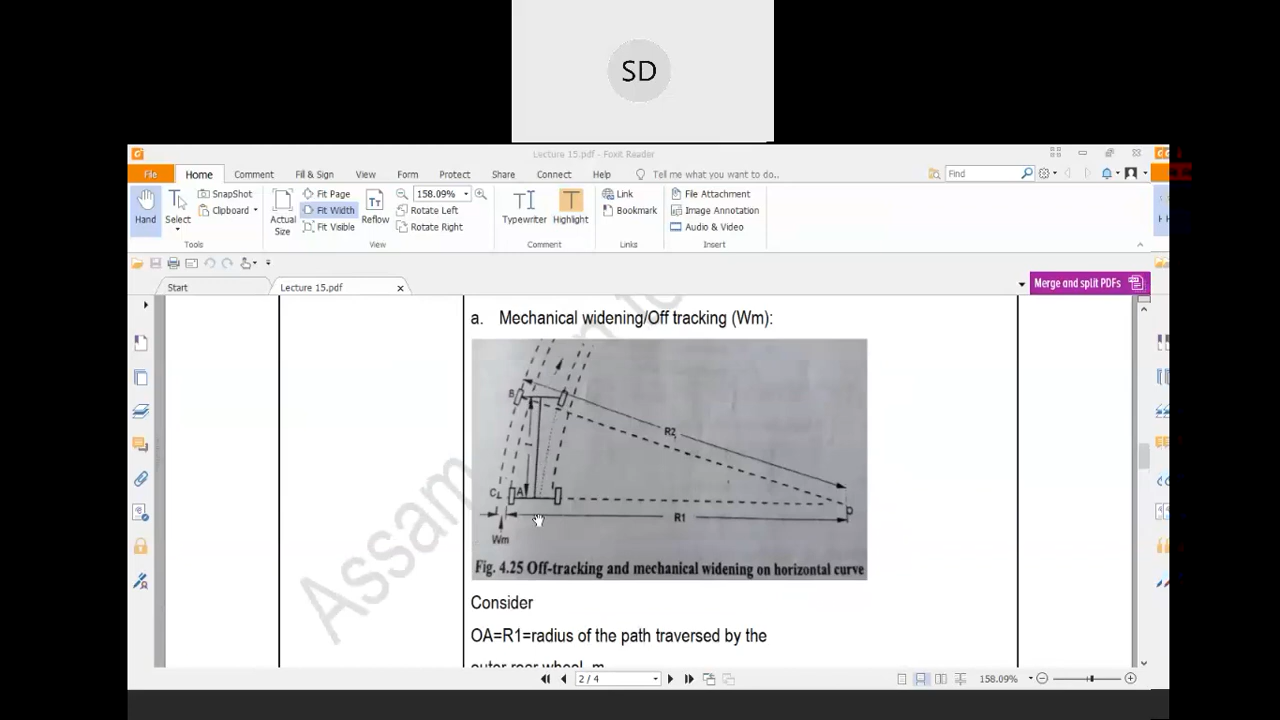 SD
Lecture 15.pdf - Foxit Reader
File Home Comment Fill & Sign View Form Protect Share Connect Help Tell me what you want to do.. Find
SnapShot Fit Page 158.09% Link File Attachment
Clipboard Fit Width Rotate Left Bookmark Image Annotation
Hand Select Actual Size Reflow Fit Visible Rotate Right Typewriter Highlight Audio & Video
Tools View Comment Links Insert
Start Lecture 15.pdf Merge and split PDFs
a. Mechanical widening/Off tracking (Wm):
B
R2
l
C A
O
R1
Wm
Fig. 4.25 Off-tracking and mechanical widening on horizontal curve
Assam
Consider
OA=R1=radius of the path traversed by the
outer rear wheel, m
2 / 4 158.09%